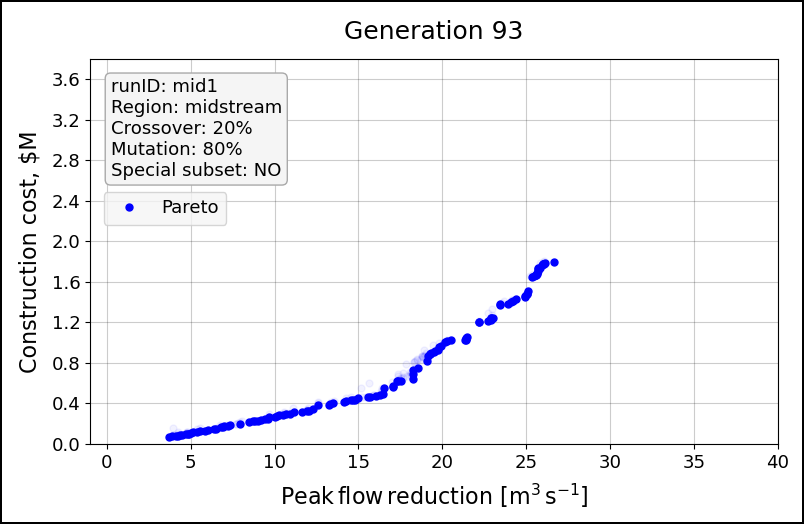 Generation 93
runID: mid1
Region: midstream
Crossover: 20%
Mutation: 80%
Special subset: NO
Pareto
Construction cost, $M
3.6
3.2
2.8
2.4
2.0
1.6
1.2
0.8
0.4
0.0
0 5 10 15 20 25 30 35 40
Peak flow reduction [m³ s⁻¹]